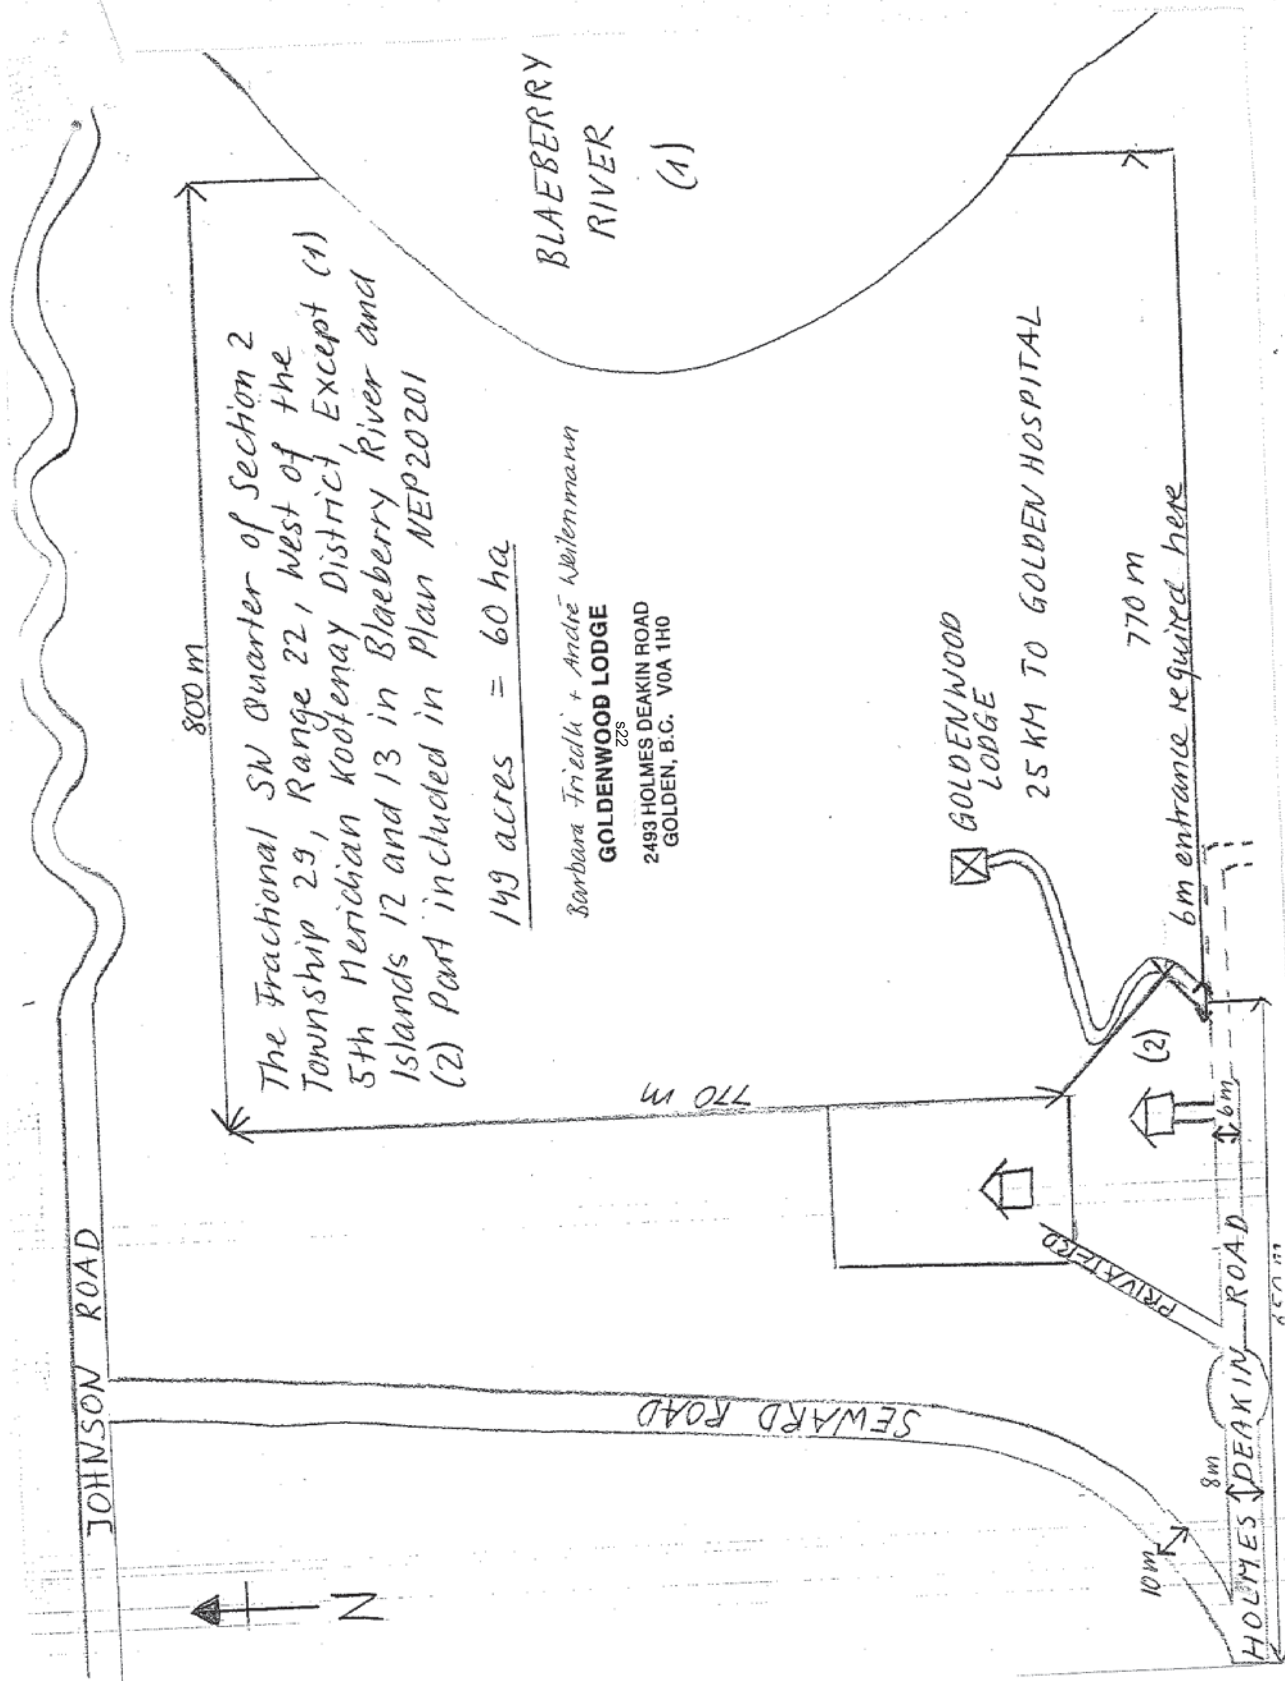 JOHNSON ROAD
800 m
The Fractional SW Quarter of Section 2
Township 29, Range 22, West of the
5th Meridian Kootenay District, Except (1)
Islands 12 and 13 in Blaeberry River and
(2) Part included in Plan NEP20201
149 acres = 60 ha
Barbara Friedli + André Weilenmann
GOLDENWOOD LODGE
s22
2493 HOLMES DEAKIN ROAD
GOLDEN, B.C. V0A 1H0
BLAEBERRY
RIVER
(1)
N
SEWARD ROAD
770 m
GOLDENWOOD
LODGE
25 KM TO GOLDEN HOSPITAL
PRIVATE RD
(2)
770 m
6m entrance required here
10m
8m
6m
HOLMES DEAKIN ROAD